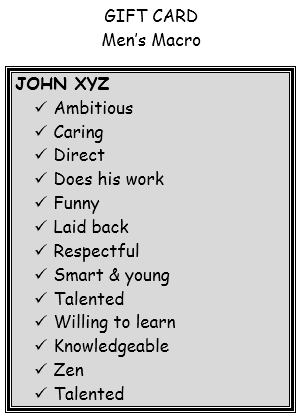 GIFT CARD
Men's Macro
JOHN XYZ
✓ Ambitious
✓ Caring
✓ Direct
✓ Does his work
✓ Funny
✓ Laid back
✓ Respectful
✓ Smart & young
✓ Talented
✓ Willing to learn
✓ Knowledgeable
✓ Zen
✓ Talented